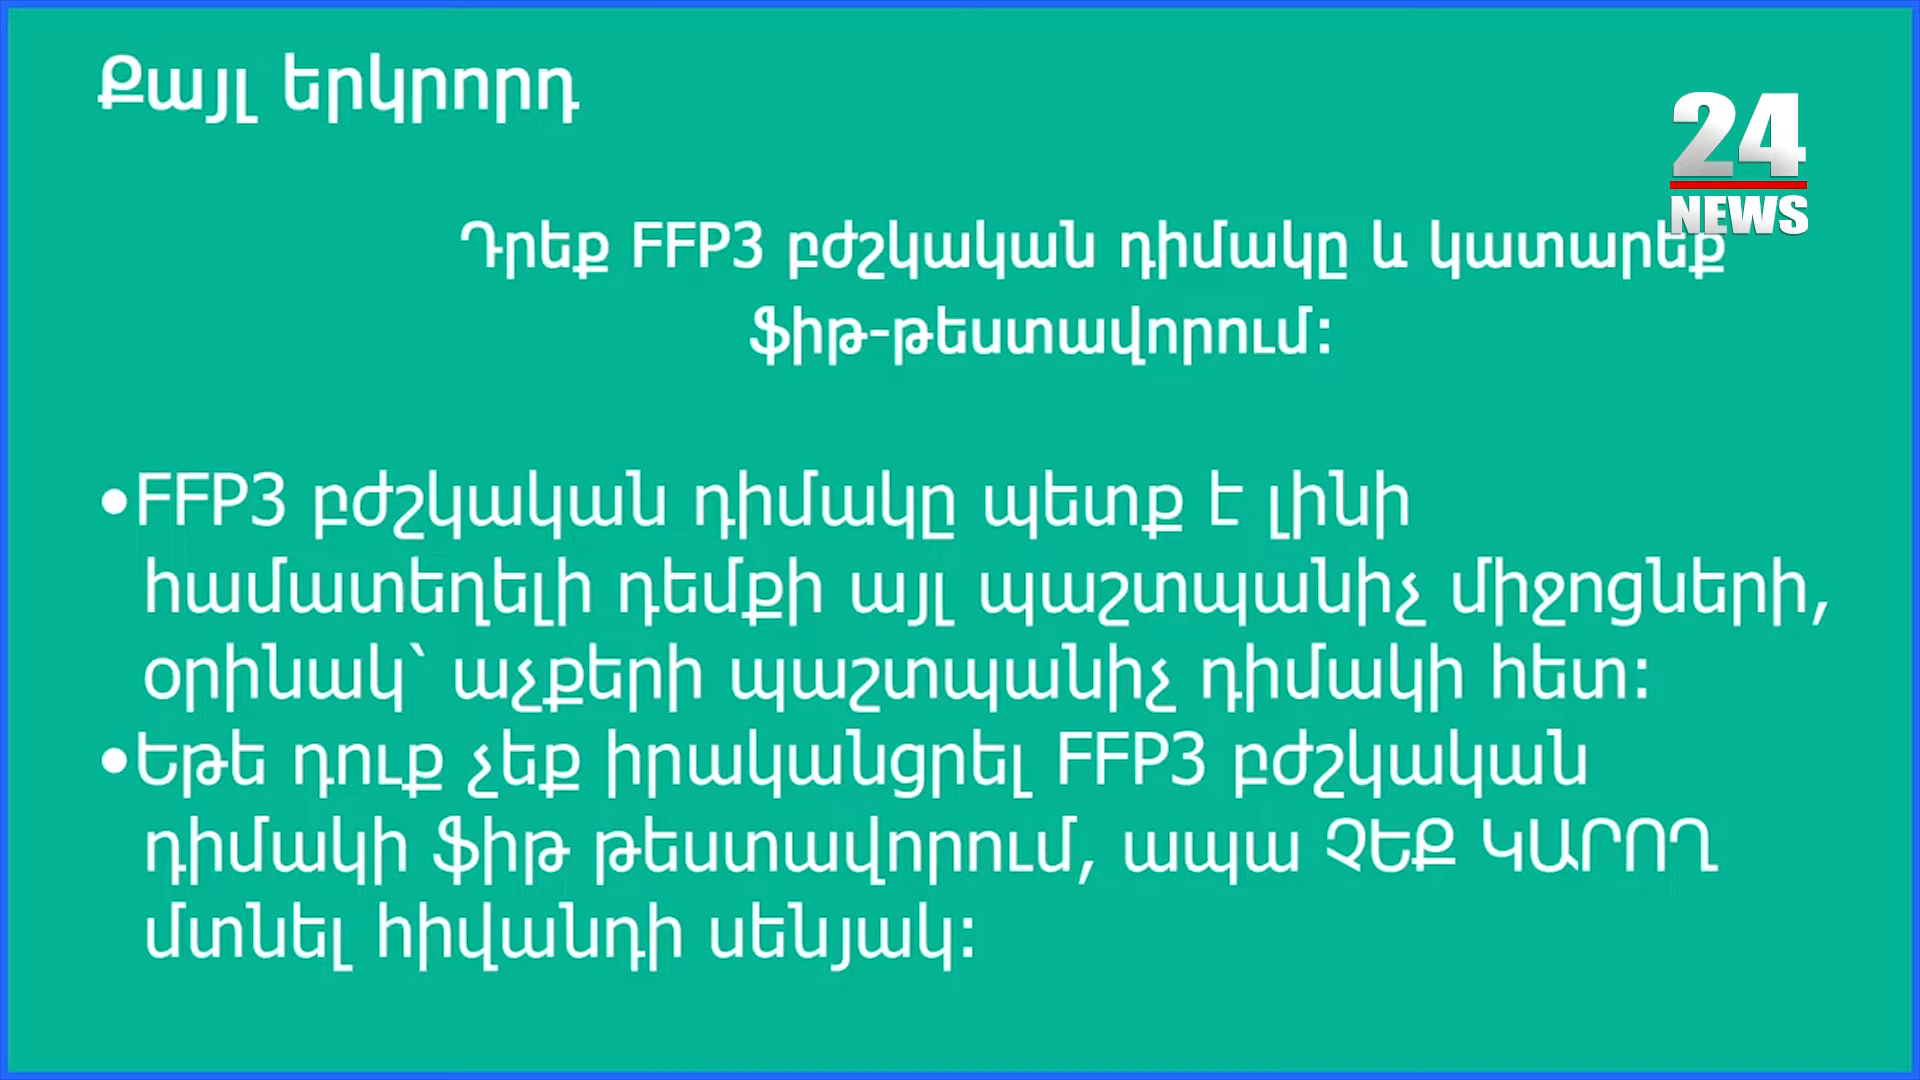 Քայլ երկրորդ
24
NEWS
Դրեք FFP3 բժշկական դիմակը և կատարեք
ֆիթ-թեստավորում:
•FFP3 բժշկական դիմակը պետք է լինի
համատեղելի դեմքի այլ պաշտպանիչ միջոցների,
օրինակ՝ աչքերի պաշտպանիչ դիմակի հետ:
•Եթե դուք չեք իրականցրել FFP3 բժշկական
դիմակի ֆիթ թեստավորում, ապա ՉԵՔ ԿԱՐՈՂ
մտնել հիվանդի սենյակ: